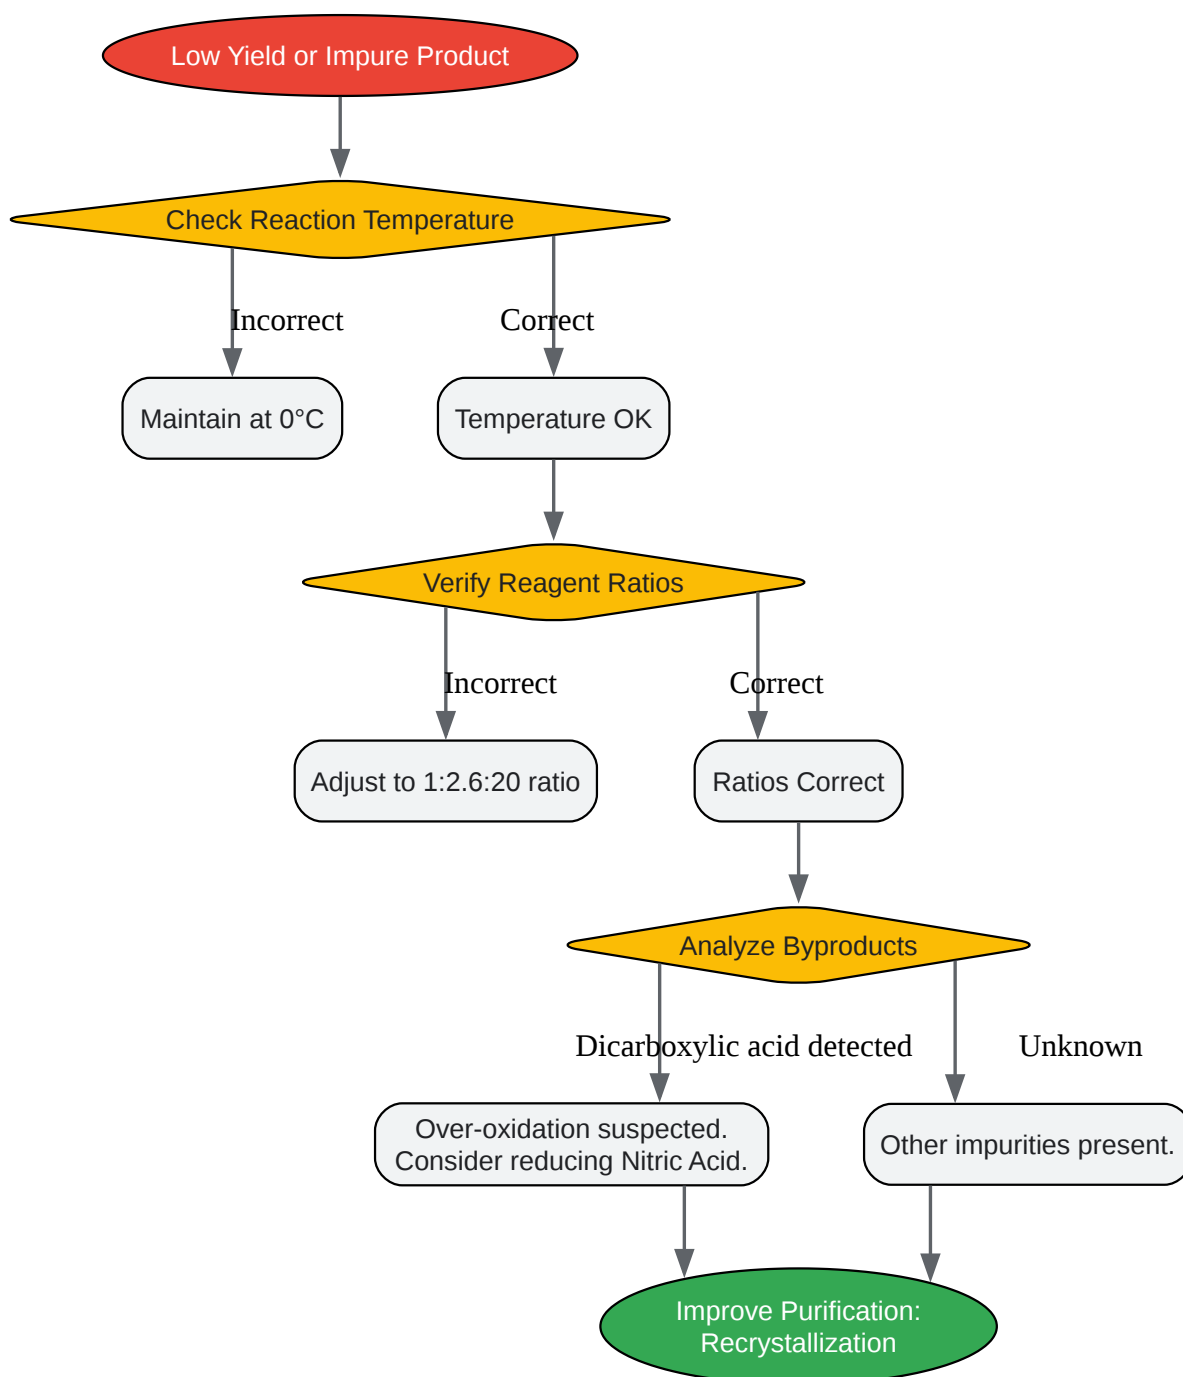 Low Yield or Impure Product
Check Reaction Temperature
Incorrect
Correct
Maintain at 0°C
Temperature OK
Verify Reagent Ratios
Incorrect
Correct
Adjust to 1:2.6:20 ratio
Ratios Correct
Analyze Byproducts
Dicarboxylic acid detected
Unknown
Over-oxidation suspected.
Consider reducing Nitric Acid.
Other impurities present.
Improve Purification:
Recrystallization